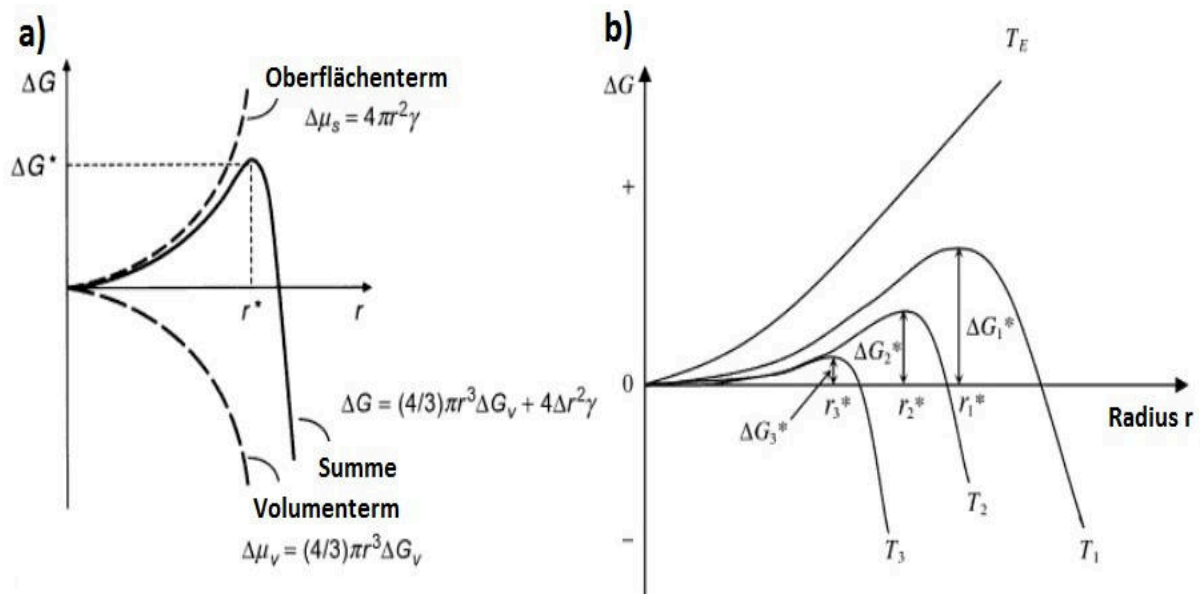 a)
ΔG
Oberflächenterm
Δμs = 4πr²γ
ΔG*
r*
r
ΔG = (4/3)πr³ΔGv + 4Δr²γ
Summe
Volumenterm
Δμv = (4/3)πr³ΔGv
b)
TE
ΔG
+
ΔG1*
ΔG2*
0
r3*
r2*
r1*
Radius r
ΔG3*
T2
–
T3
T1